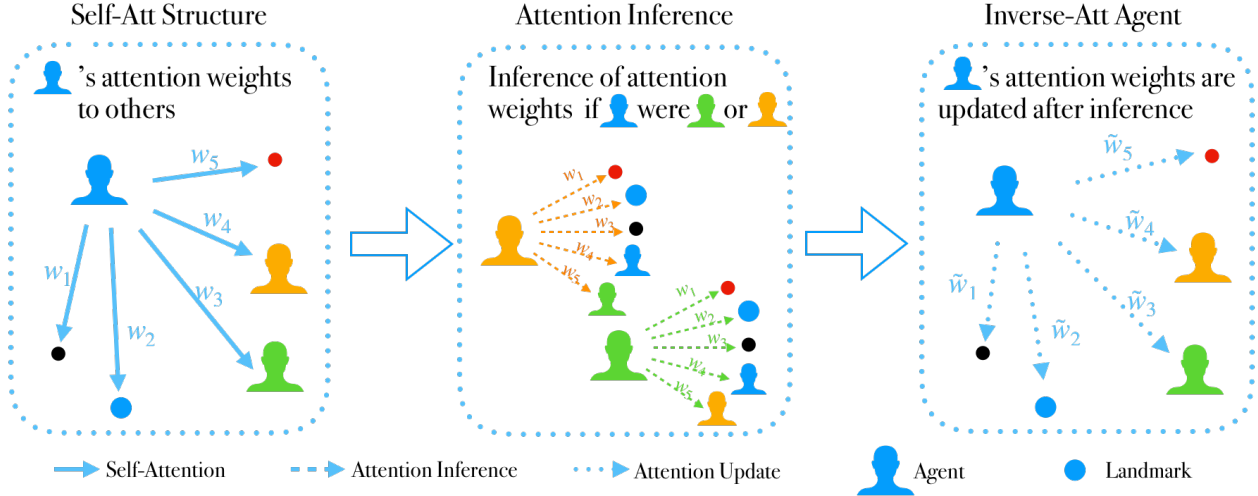 Self-Att Structure
Attention Inference
Inverse-Att Agent
's attention weights
to others
w₅
w₄
w₁
w₃
w₂
Inference of attention
weights if were or
w₁
w₂
w₃
w₄
w₅
w₁
w₂
w₃
w₄
w₅
's attention weights are
updated after inference
w̃₅
w̃₄
w̃₁
w̃₃
w̃₂
Self-Attention
Attention Inference
Attention Update
Agent
Landmark